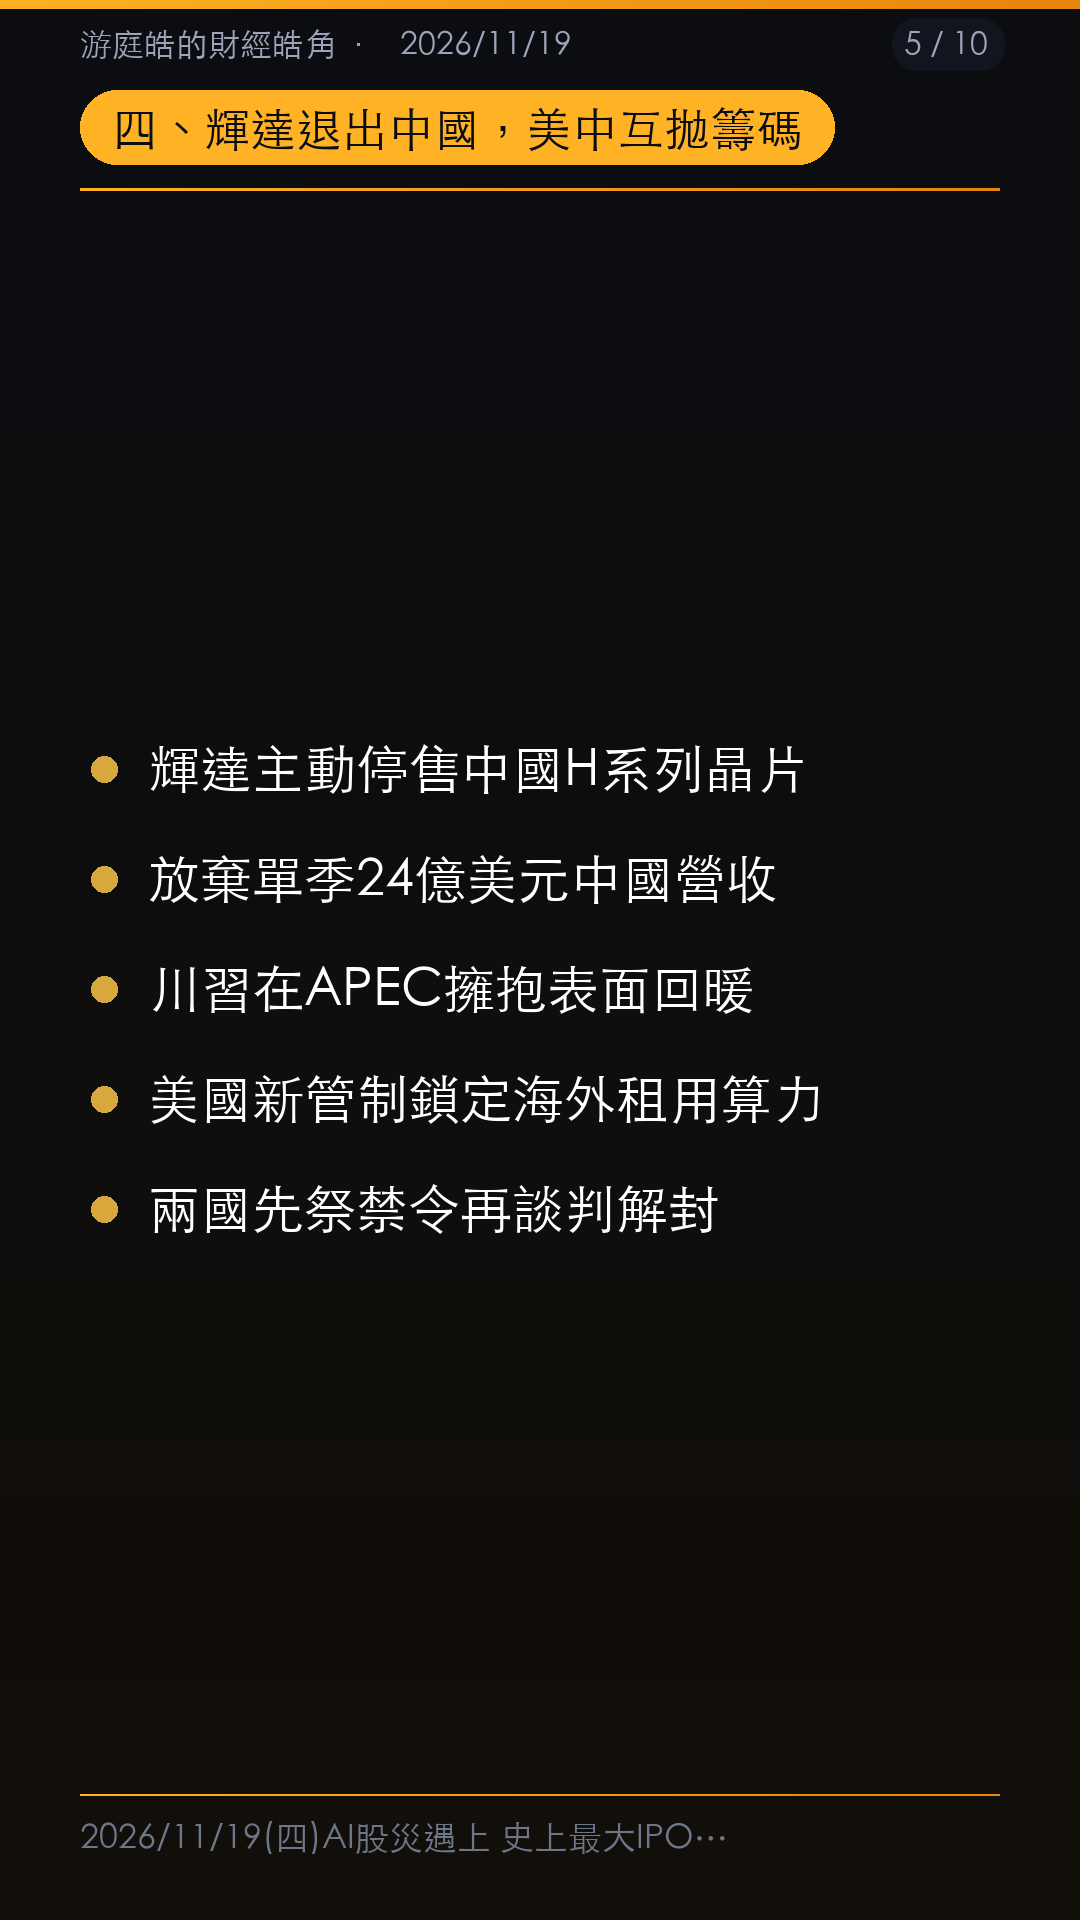 游庭皓的財經皓角 · 2026/11/19
5 / 10
四、輝達退出中國，美中互拋籌碼
輝達主動停售中國H系列晶片
放棄單季24億美元中國營收
川習在APEC擁抱表面回暖
美國新管制鎖定海外租用算力
兩國先祭禁令再談判解封
2026/11/19(四)AI股災遇上 史上最大IPO…